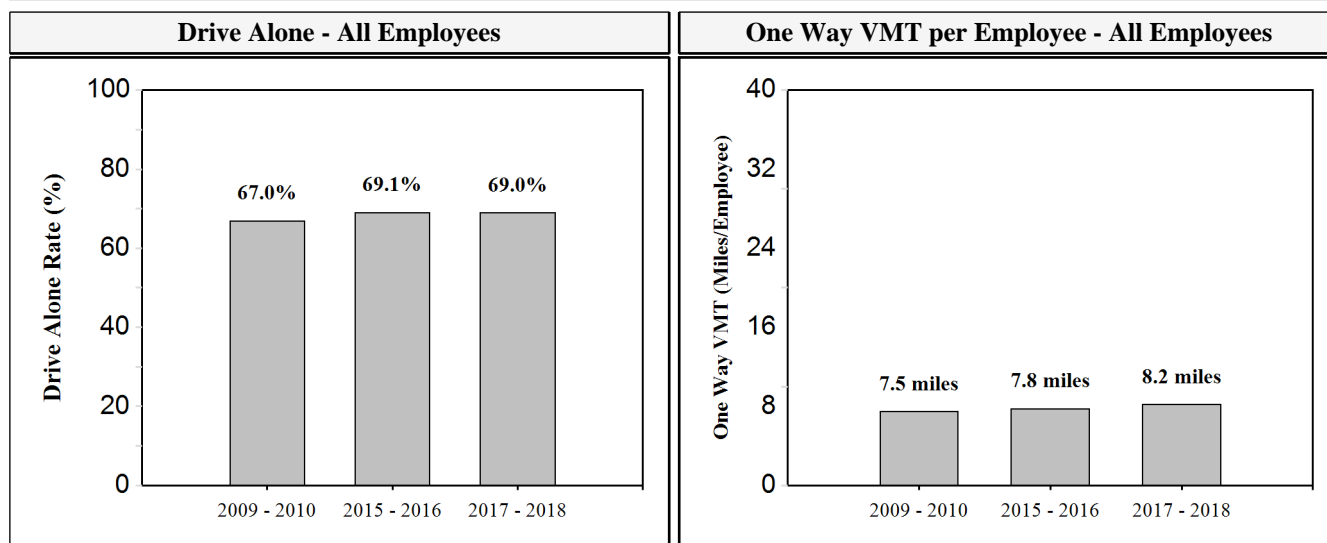 Drive Alone - All Employees
One Way VMT per Employee - All Employees
Drive Alone Rate (%)
100
80
60
40
20
0
67.0%
69.1%
69.0%
2009 - 2010
2015 - 2016
2017 - 2018
One Way VMT (Miles/Employee)
40
32
24
16
8
0
7.5 miles
7.8 miles
8.2 miles
2009 - 2010
2015 - 2016
2017 - 2018